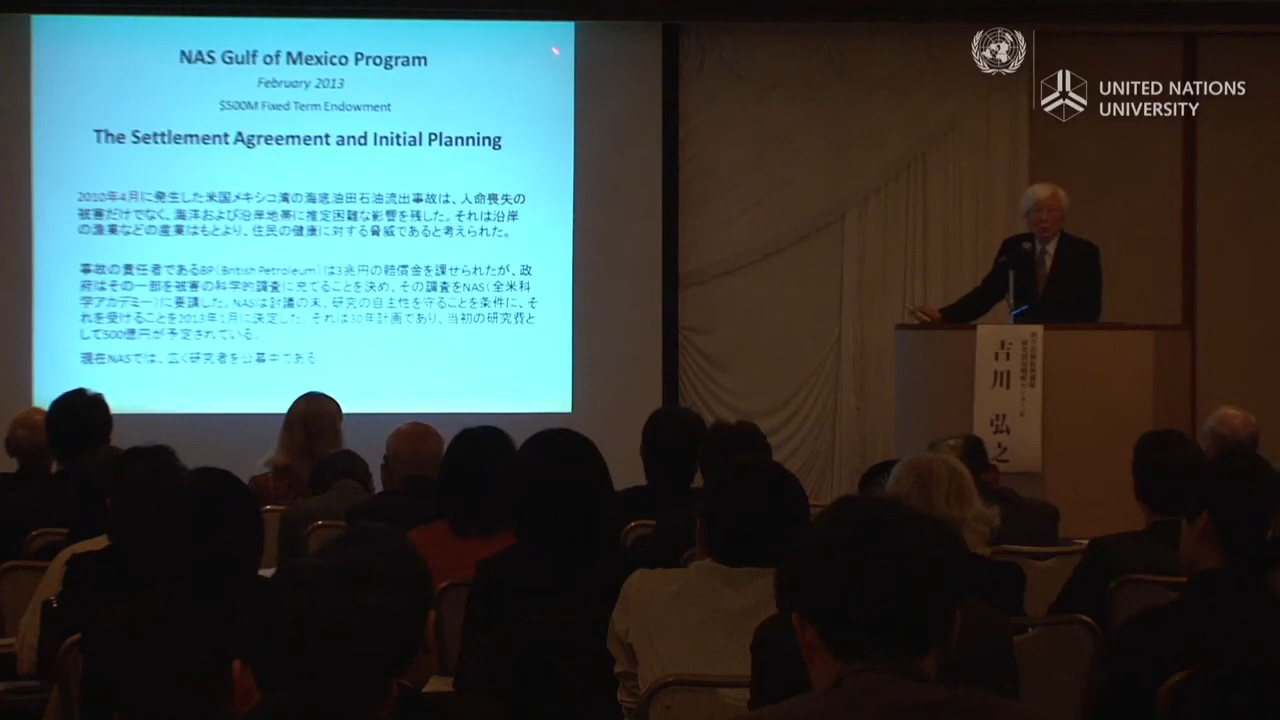 NAS Gulf of Mexico Program
February 2013
$500M Fixed Term Endowment
The Settlement Agreement and Initial Planning
2010年4月に発生した米国メキシコ湾の海底油田石油流出事故は、人命喪失の
被害だけでなく、海洋および沿岸地帯に推定困難な影響を残した。それは沿岸
の漁業などの産業はもとより、住民の健康に対する脅威であると考えられた。
事故の責任者であるBP（British Petroleum）は3兆円の賠償金を課せられたが、政
府はその一部を被害の科学的調査に充てることを決め、その調査をNAS（全米科
学アカデミー）に要請した。NASは討議の末、研究の自主性を守ることを条件に、そ
れを受けることを2013年1月に決定した。それは30年計画であり、当初の研究費と
して500億円が予定されている。
現在NASでは、広く研究者を公募中である
UNITED NATIONS
UNIVERSITY
吉川 弘之